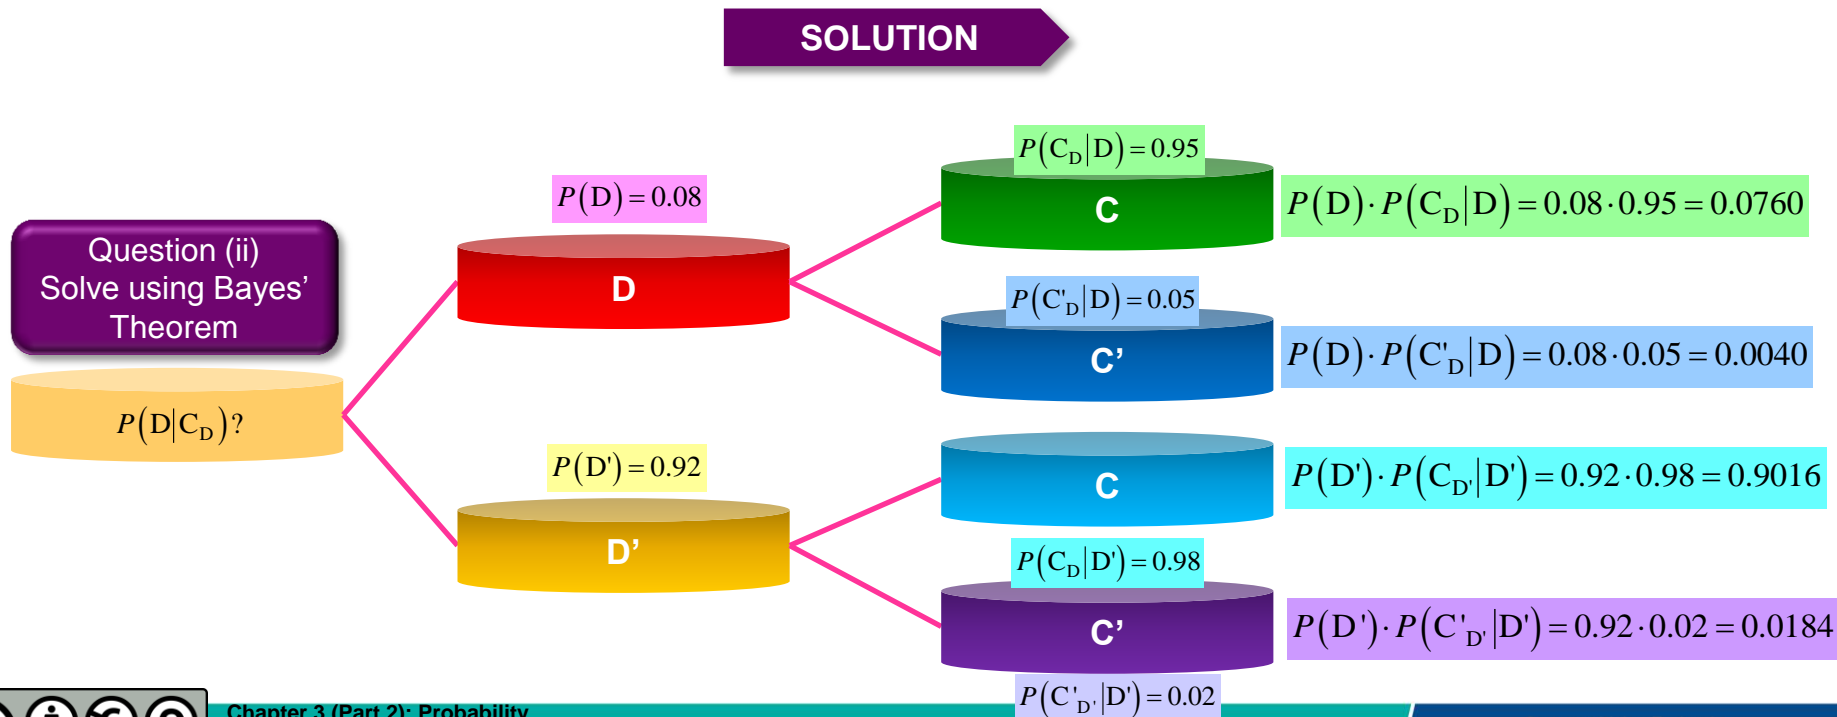 SOLUTION
Question (ii)
Solve using Bayes’
Theorem
P(D|C_D)?
P(D) = 0.08
D
P(D') = 0.92
D’
P(C_D|D) = 0.95
C
P(D)·P(C_D|D) = 0.08·0.95 = 0.0760
P(C'_D|D) = 0.05
C’
P(D)·P(C'_D|D) = 0.08·0.05 = 0.0040
C
P(D')·P(C_D'|D') = 0.92·0.98 = 0.9016
P(C_D|D') = 0.98
C’
P(D')·P(C'_D'|D') = 0.92·0.02 = 0.0184
P(C'_D'|D') = 0.02
Chapter 3 (Part 2): Probability